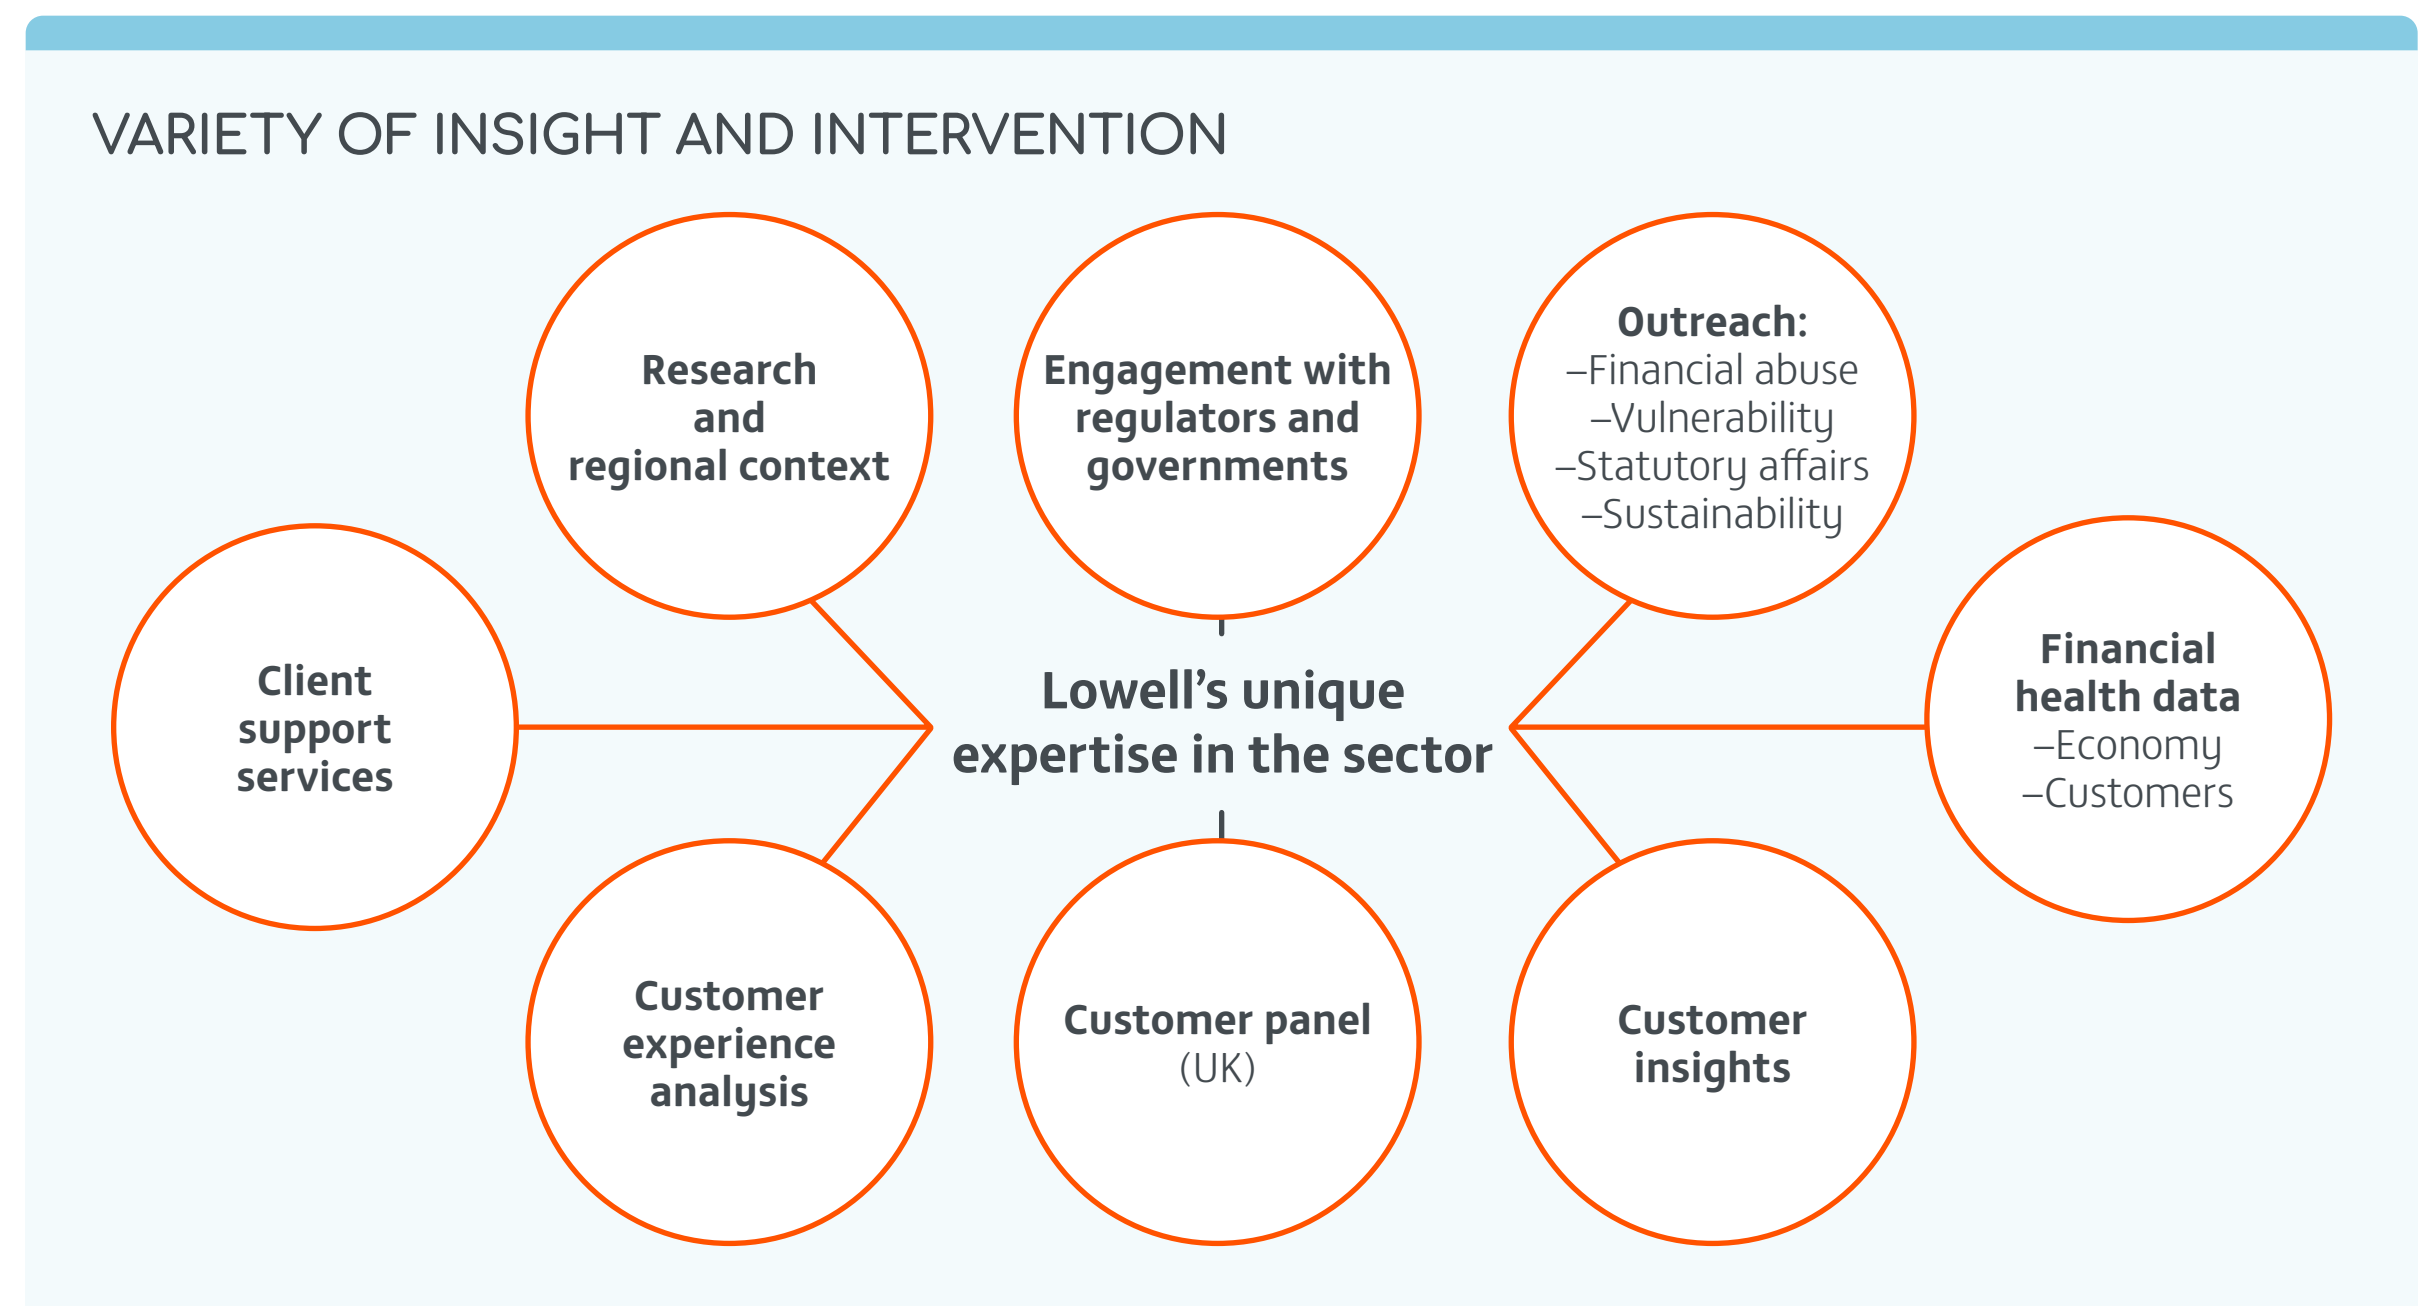 VARIETY OF INSIGHT AND INTERVENTION
Research
and
regional context
Engagement with
regulators and
governments
Outreach:
–Financial abuse
–Vulnerability
–Statutory affairs
–Sustainability
Client
support
services
Lowell’s unique
expertise in the sector
Financial
health data
–Economy
–Customers
Customer
experience
analysis
Customer panel
(UK)
Customer
insights